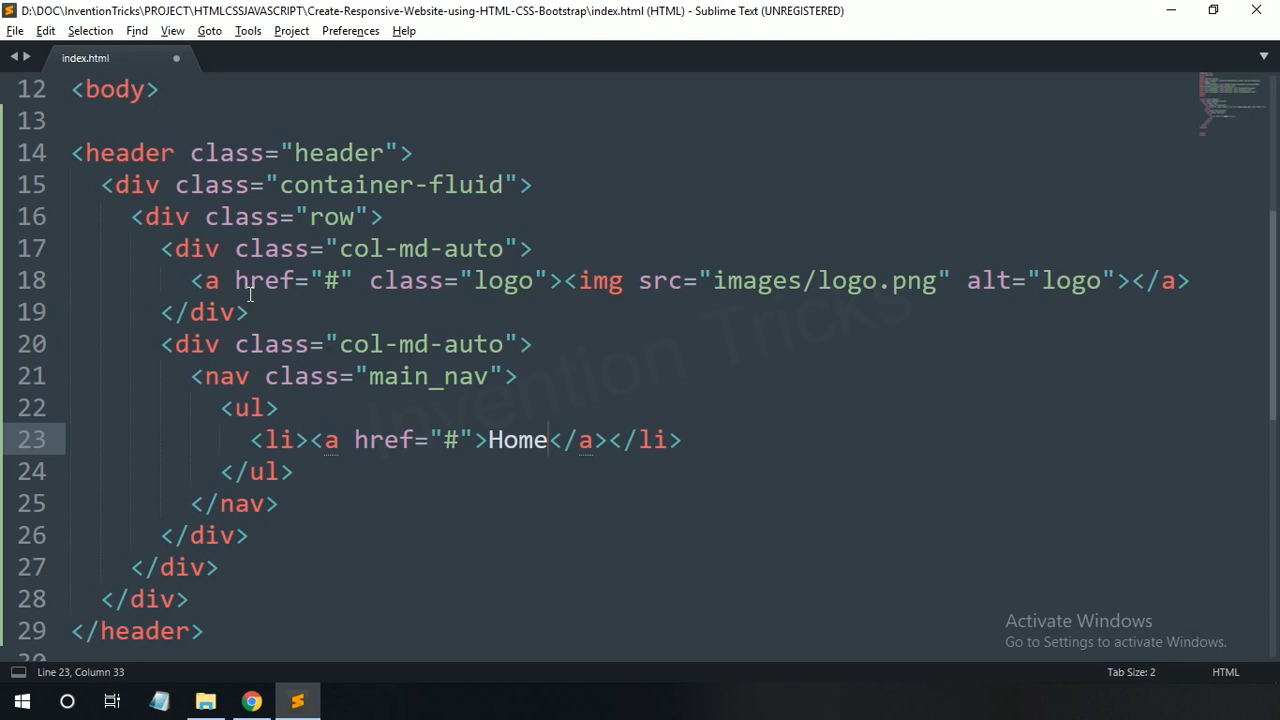 D:\DOC\InventionTricks\PROJECT\HTMLCSSJAVASCRIPT\Create-Responsive-Website-using-HTML-CSS-Bootstrap\index.html (HTML) - Sublime Text (UNREGISTERED)
File Edit Selection Find View Goto Tools Project Preferences Help
index.html
12 <body>
13
14 <header class="header">
15 <div class="container-fluid">
16 <div class="row">
17 <div class="col-md-auto">
18 <a href="#" class="logo"><img src="images/logo.png" alt="logo"></a>
19 </div>
20 <div class="col-md-auto">
21 <nav class="main_nav">
22 <ul>
23 <li><a href="#">Home</a></li>
24 </ul>
25 </nav>
26 </div>
27 </div>
28 </div>
29 </header>
Invention Tricks
Activate Windows
Go to Settings to activate Windows.
Line 23, Column 33 Tab Size: 2 HTML